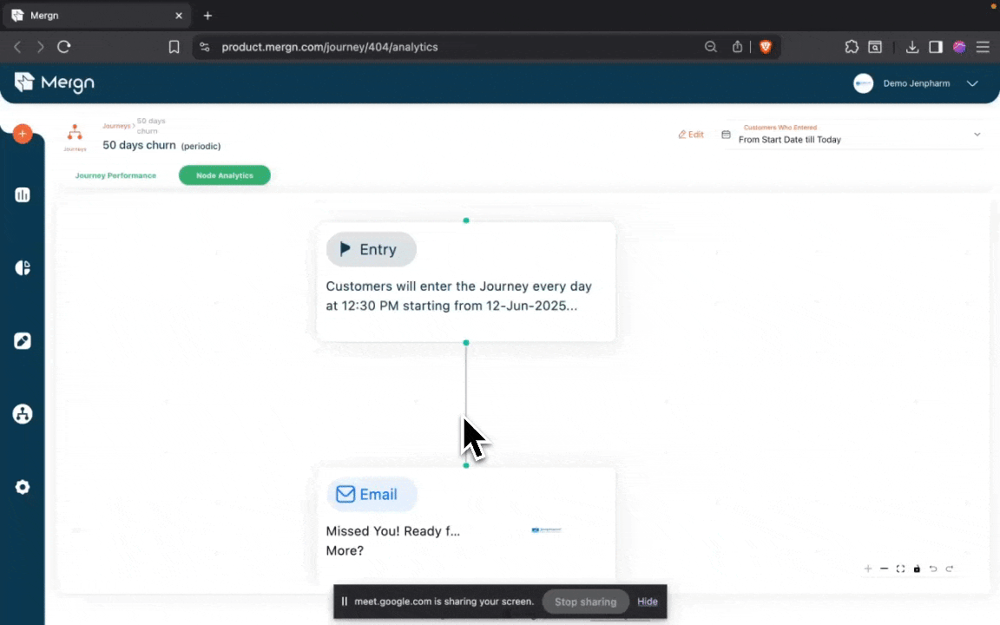 Mergn
product.mergn.com/journey/404/analytics
Mergn
Demo Jenpharm
Journeys > 50 days churn
Journeys
50 days churn (periodic)
Edit
Customers Who Entered
From Start Date till Today
Journey Performance
Node Analytics
Entry
Customers will enter the Journey every day
at 12:30 PM starting from 12-Jun-2025...
Email
Missed You! Ready f...
More?
meet.google.com is sharing your screen.
Stop sharing
Hide